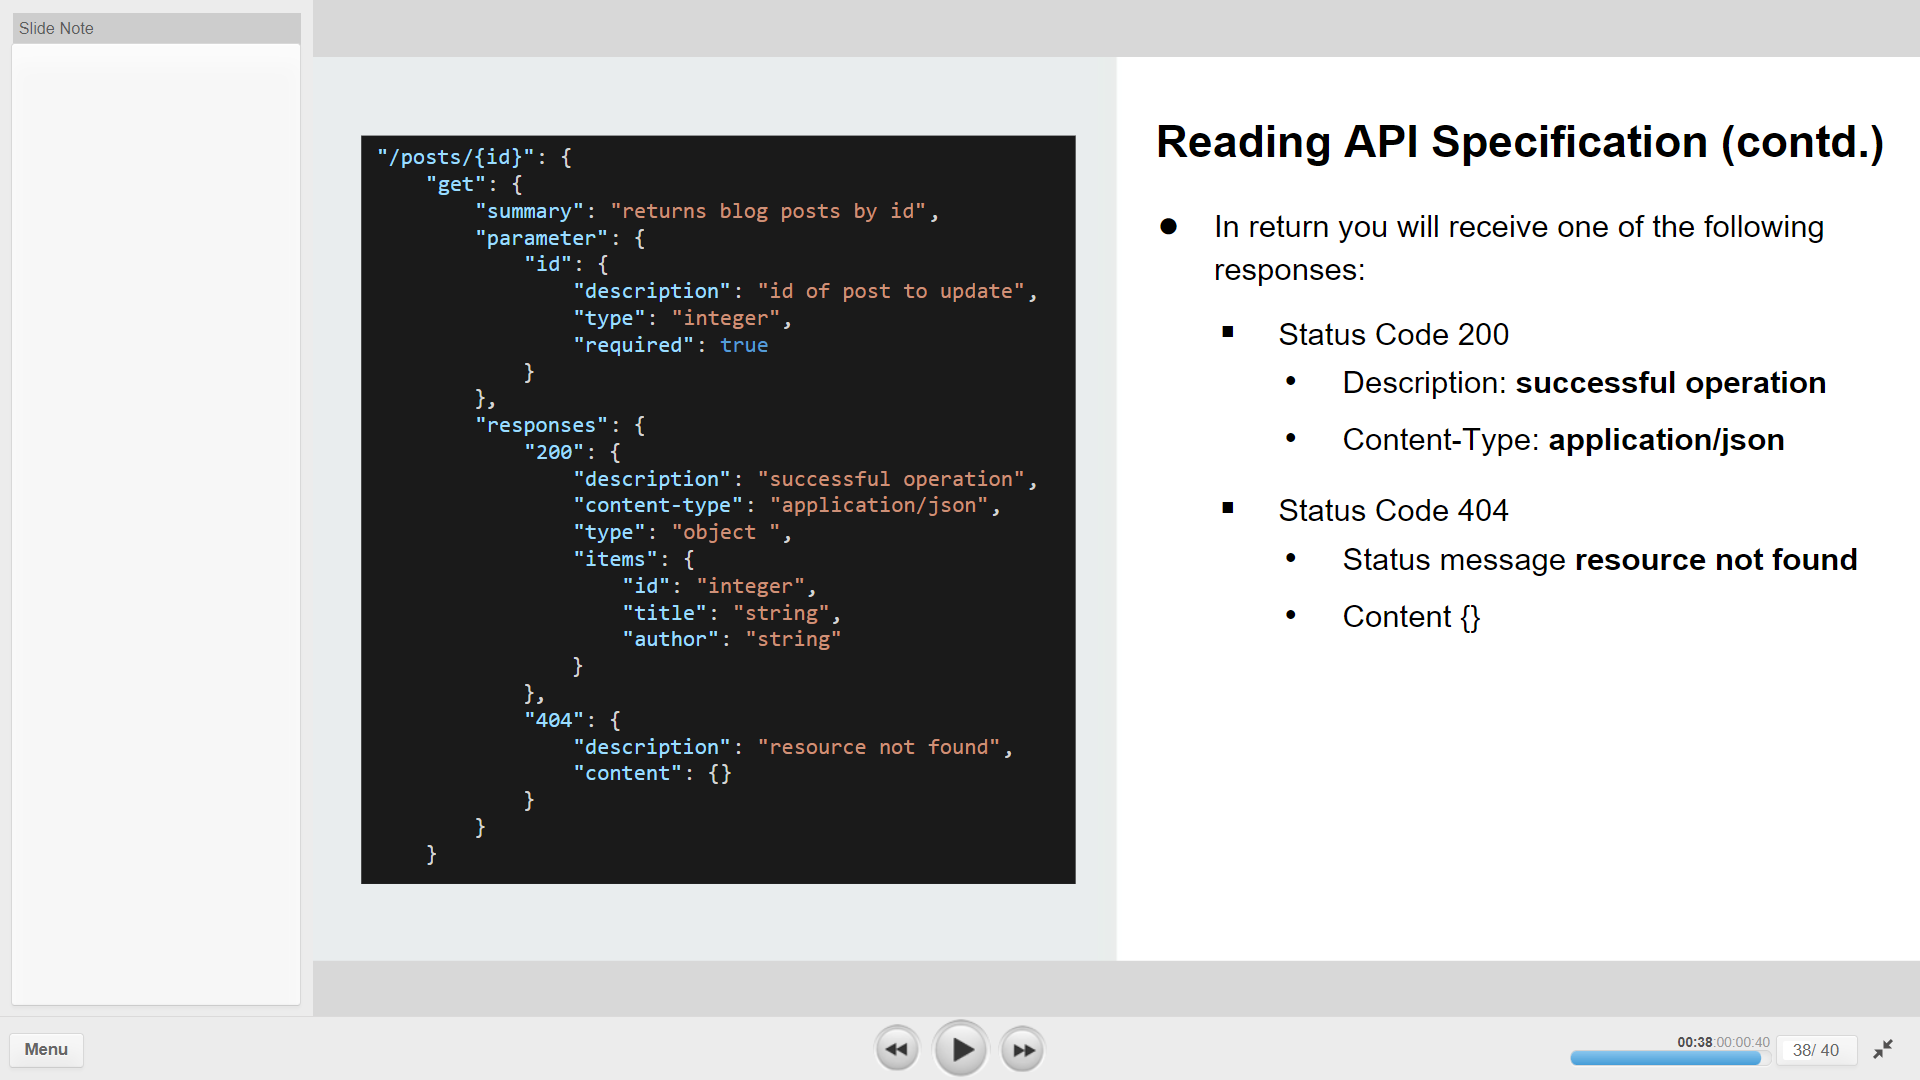 Slide Note
"/posts/{id}": {
"get": {
"summary": "returns blog posts by id",
"parameter": {
"id": {
"description": "id of post to update",
"type": "integer",
"required": true
}
},
"responses": {
"200": {
"description": "successful operation",
"content-type": "application/json",
"type": "object ",
"items": {
"id": "integer",
"title": "string",
"author": "string"
}
},
"404": {
"description": "resource not found",
"content": {}
}
}
}
Reading API Specification (contd.)
● In return you will receive one of the following
responses:
▪ Status Code 200
• Description: successful operation
• Content-Type: application/json
▪ Status Code 404
• Status message resource not found
• Content {}
Menu
00:38:00:00:40
38/ 40